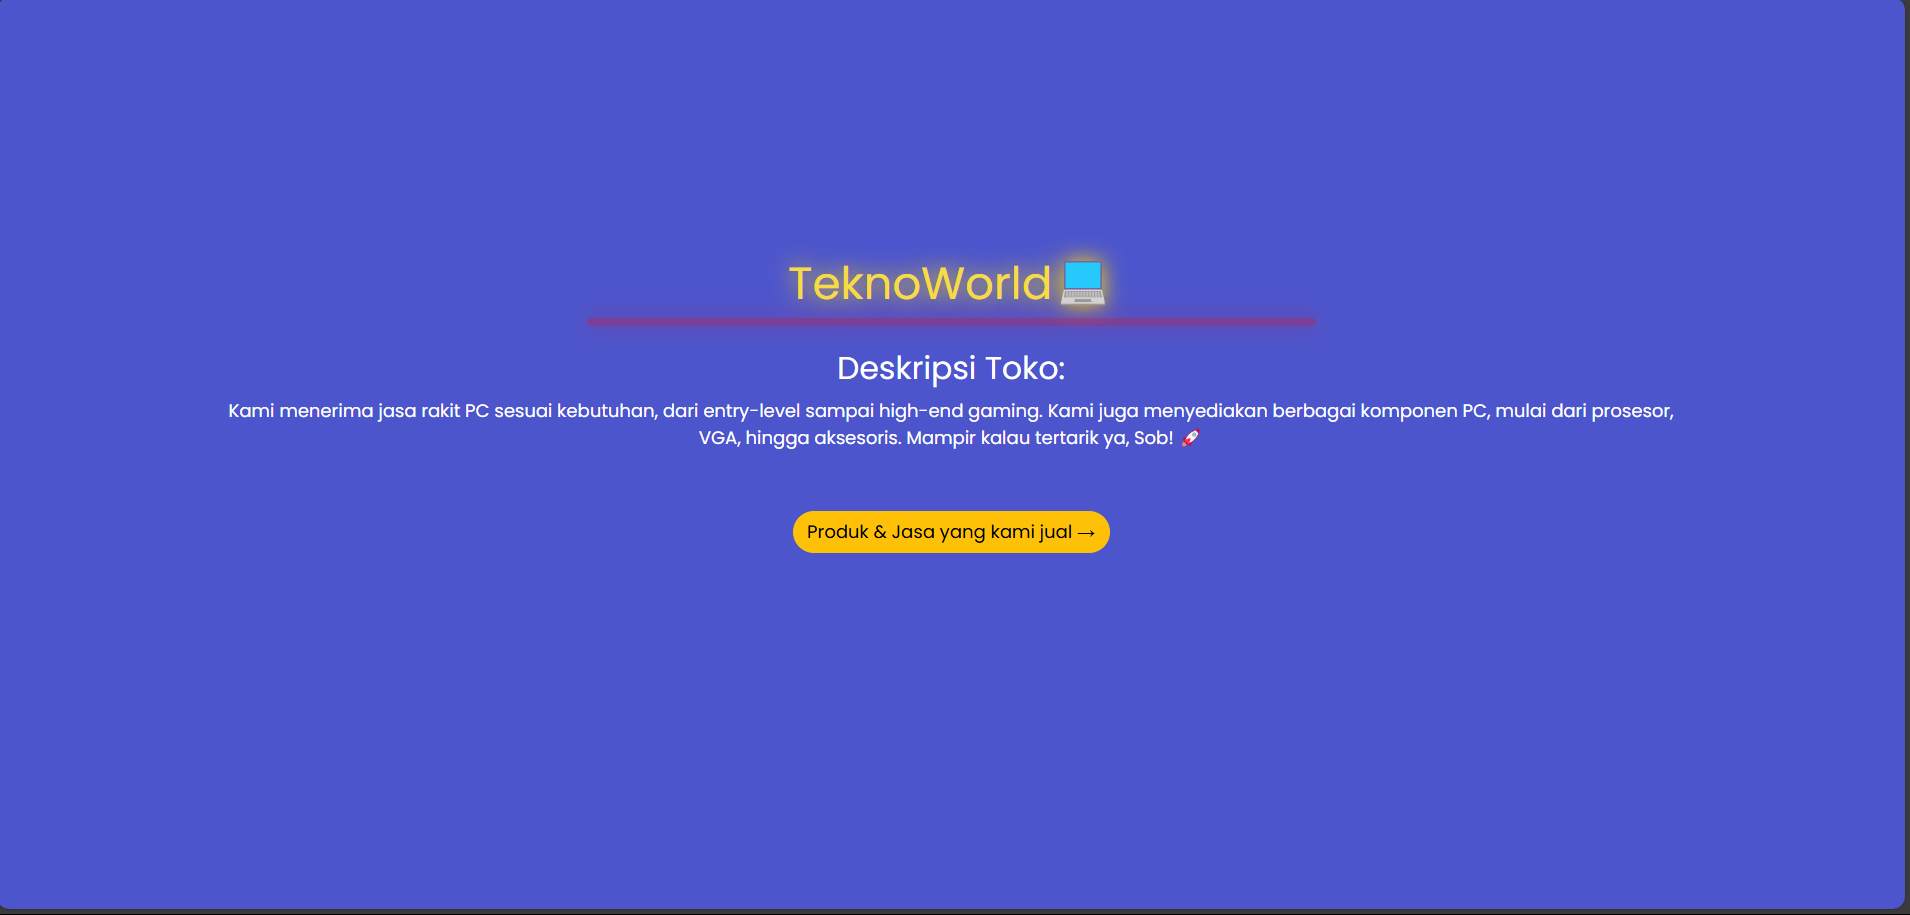 TeknoWorld💻
Deskripsi Toko:
Kami menerima jasa rakit PC sesuai kebutuhan, dari entry-level sampai high-end gaming. Kami juga menyediakan berbagai komponen PC, mulai dari prosesor,
VGA, hingga aksesoris. Mampir kalau tertarik ya, Sob! 🚀
Produk & Jasa yang kami jual →